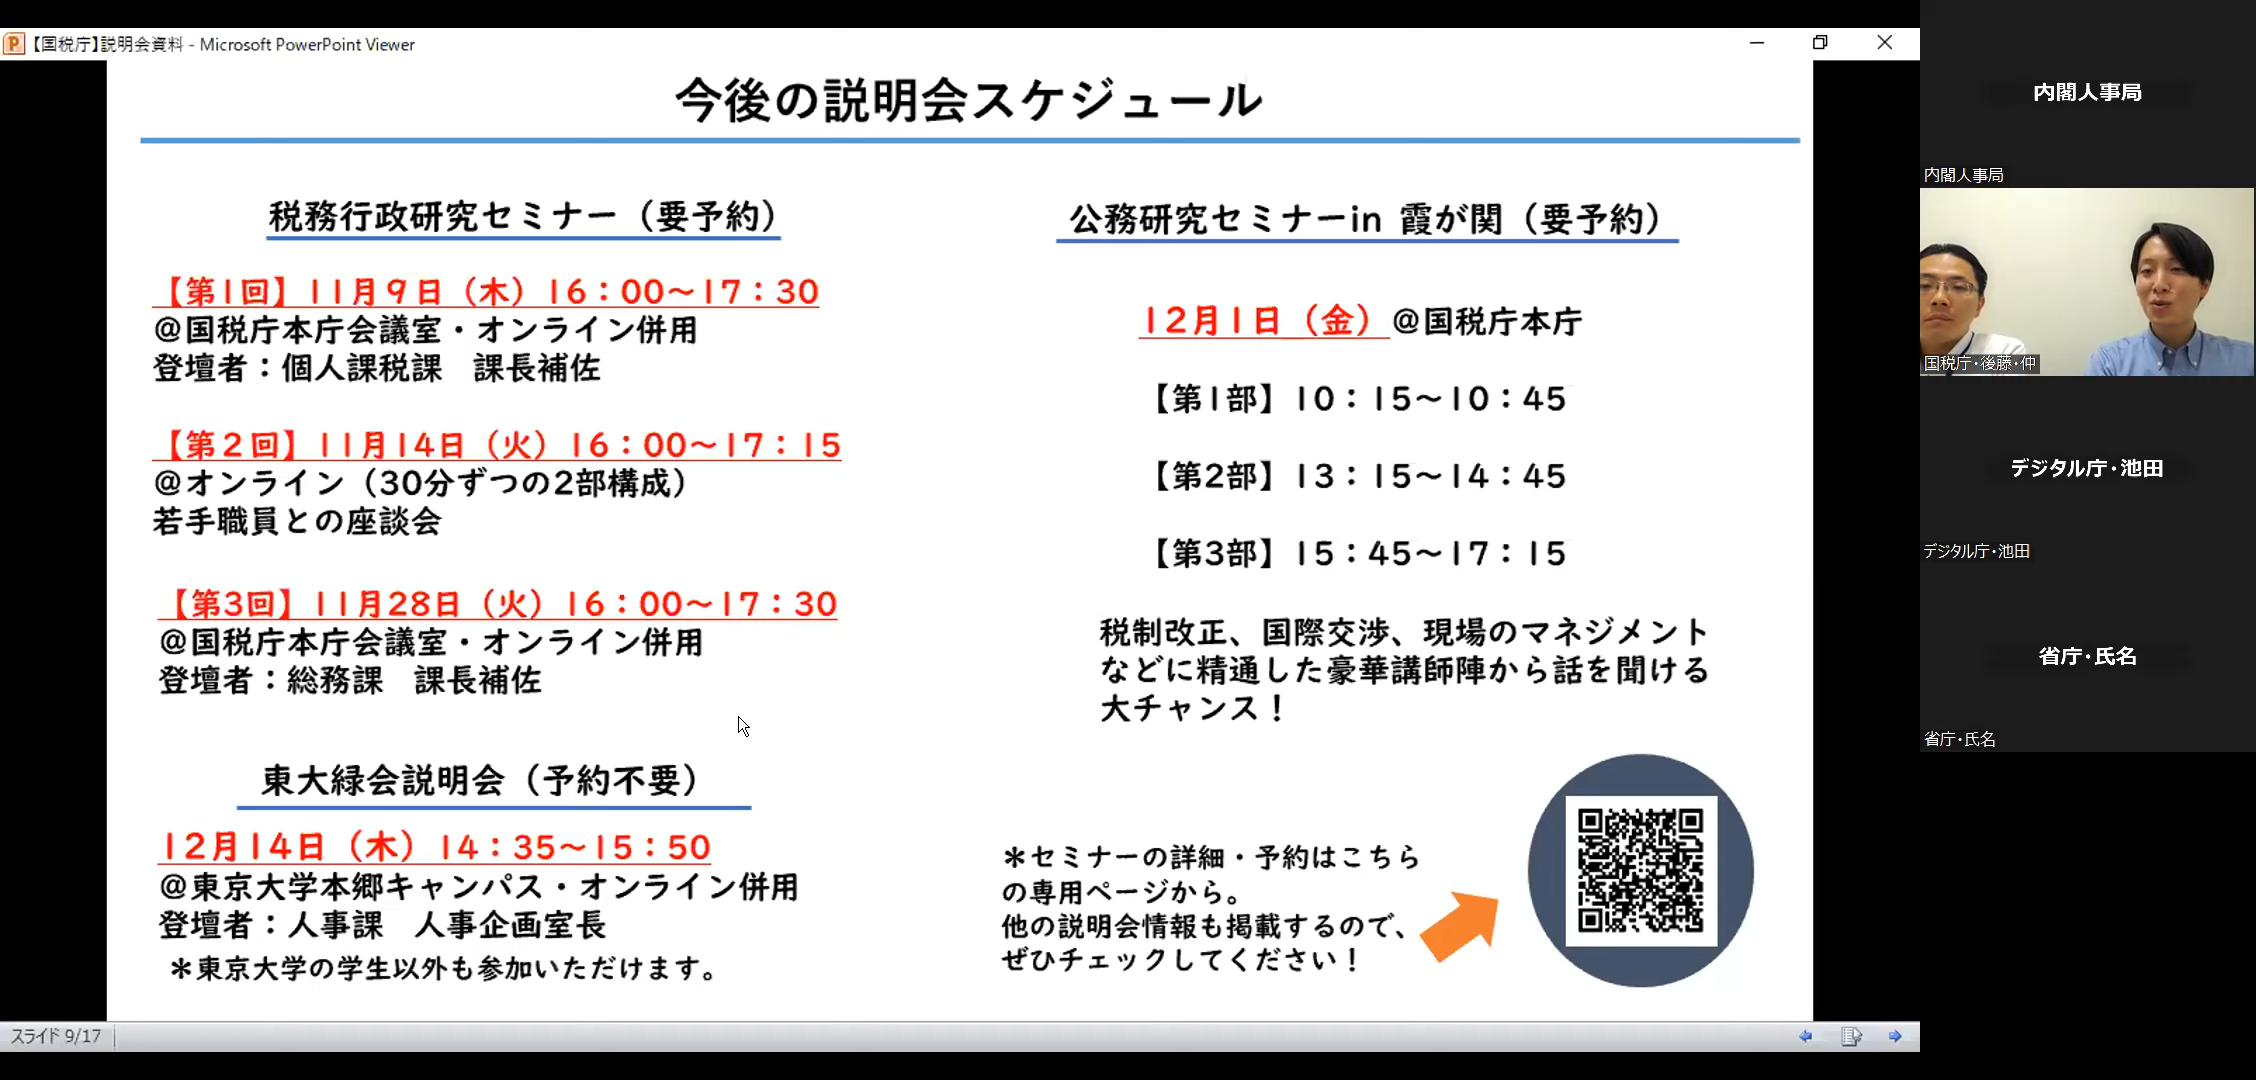 【国税庁】説明会資料 - Microsoft PowerPoint Viewer
今後の説明会スケジュール
税務行政研究セミナー（要予約）
【第1回】11月9日（木）16：00～17：30
＠国税庁本庁会議室・オンライン併用
登壇者：個人課税課　課長補佐
【第2回】11月14日（火）16：00～17：15
＠オンライン（30分ずつの2部構成）
若手職員との座談会
【第3回】11月28日（火）16：00～17：30
＠国税庁本庁会議室・オンライン併用
登壇者：総務課　課長補佐
東大緑会説明会（予約不要）
12月14日（木）14：35～15：50
＠東京大学本郷キャンパス・オンライン併用
登壇者：人事課　人事企画室長
＊東京大学の学生以外も参加いただけます。
公務研究セミナーin 霞が関（要予約）
12月1日（金）＠国税庁本庁
【第1部】10：15～10：45
【第2部】13：15～14：45
【第3部】15：45～17：15
税制改正、国際交渉、現場のマネジメント
などに精通した豪華講師陣から話を聞ける
大チャンス！
＊セミナーの詳細・予約はこちら
の専用ページから。
他の説明会情報も掲載するので、
ぜひチェックしてください！
スライド 9/17
内閣人事局
内閣人事局
国税庁・後藤・仲
デジタル庁・池田
デジタル庁・池田
省庁・氏名
省庁・氏名